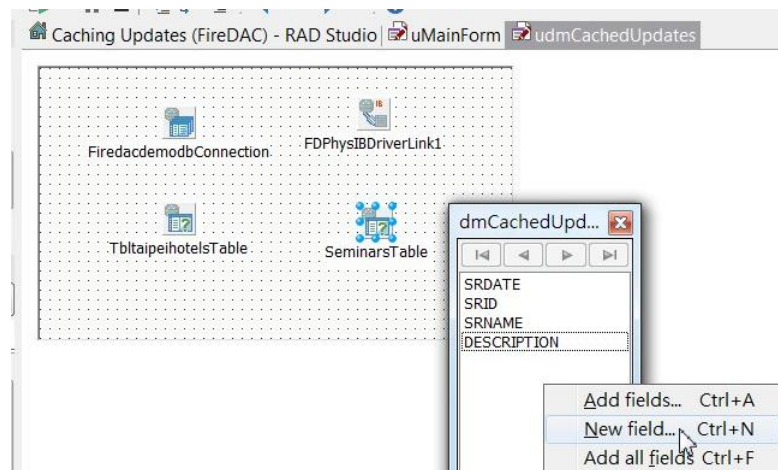 Caching Updates (FireDAC) - RAD Studio uMainForm udmCachedUpdates
IB
FiredacdemodbConnection FDPhysIBDriverLink1
TbltaipeihotelsTable SeminarsTable
dmCachedUpd...
SRDATE
SRID
SRNAME
DESCRIPTION
Add fields... Ctrl+A
New field... Ctrl+N
Add all fields Ctrl+F